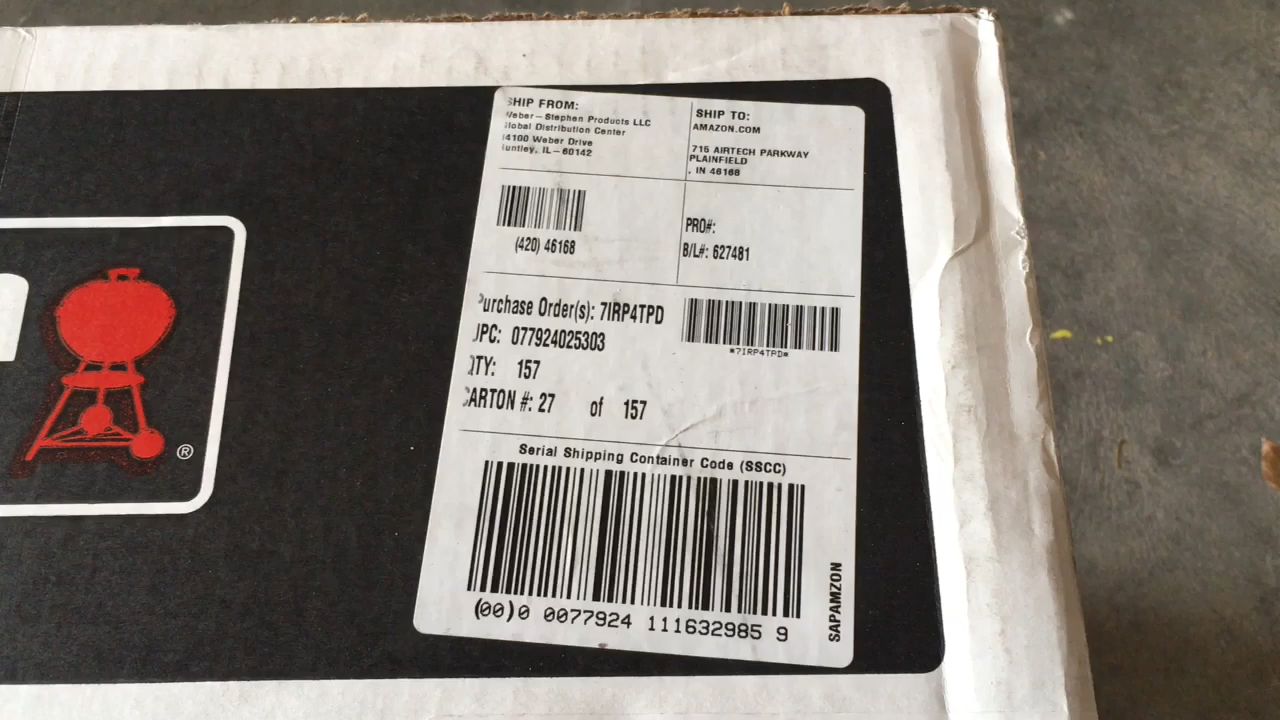 SHIP FROM:
Weber-Stephen Products LLC
Global Distribution Center
14100 Weber Drive
Huntley, IL-60142
SHIP TO:
AMAZON.COM
715 AIRTECH PARKWAY
PLAINFIELD
, IN 46168
(420) 46168
PRO#:
B/L#: 627481
Purchase Order(s): 7IRP4TPD
UPC: 077924025303
QTY: 157
CARTON #: 27 of 157
*7IRP4TPD*
Serial Shipping Container Code (SSCC)
(00)0 0077924 111632985 9
SAPAMZON
®